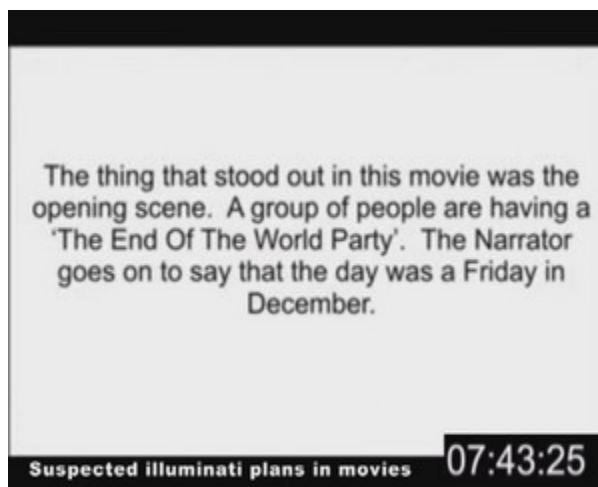 The thing that stood out in this movie was the
opening scene.  A group of people are having a
'The End Of The World Party'.  The Narrator
goes on to say that the day was a Friday in
December.
Suspected illuminati plans in movies
07:43:25